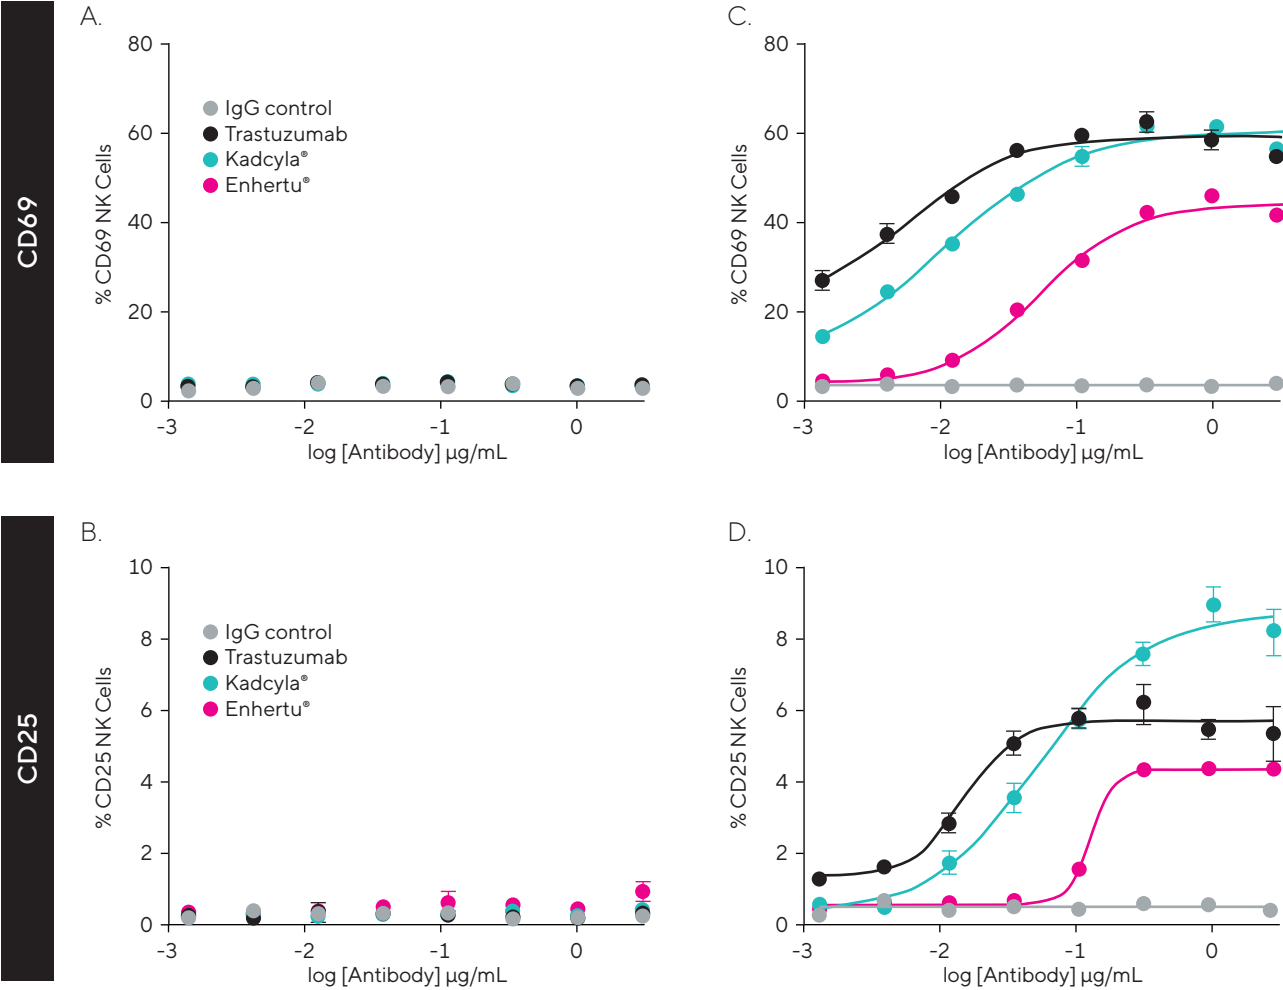 CD69
A.
% CD69 NK Cells
80
60
40
20
0
IgG control
Trastuzumab
Kadcyla®
Enhertu®
-3 -2 -1 0
log [Antibody] µg/mL
C.
% CD69 NK Cells
80
60
40
20
0
-3 -2 -1 0
log [Antibody] µg/mL
CD25
B.
% CD25 NK Cells
10
8
6
4
2
0
IgG control
Trastuzumab
Kadcyla®
Enhertu®
-3 -2 -1 0
log [Antibody] µg/mL
D.
% CD25 NK Cells
10
8
6
4
2
0
-3 -2 -1 0
log [Antibody] µg/mL